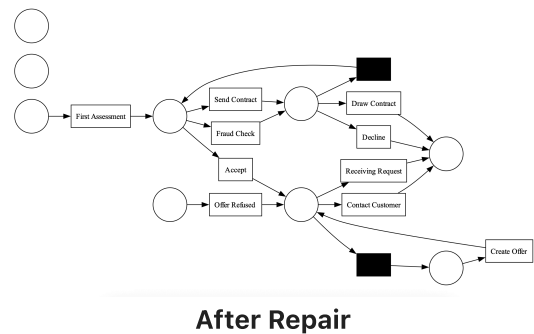 Send Contract
Draw Contract
First Assessment
Fraud Check
Decline
Accept
Receiving Request
Offer Refused
Contact Customer
Create Offer
After Repair